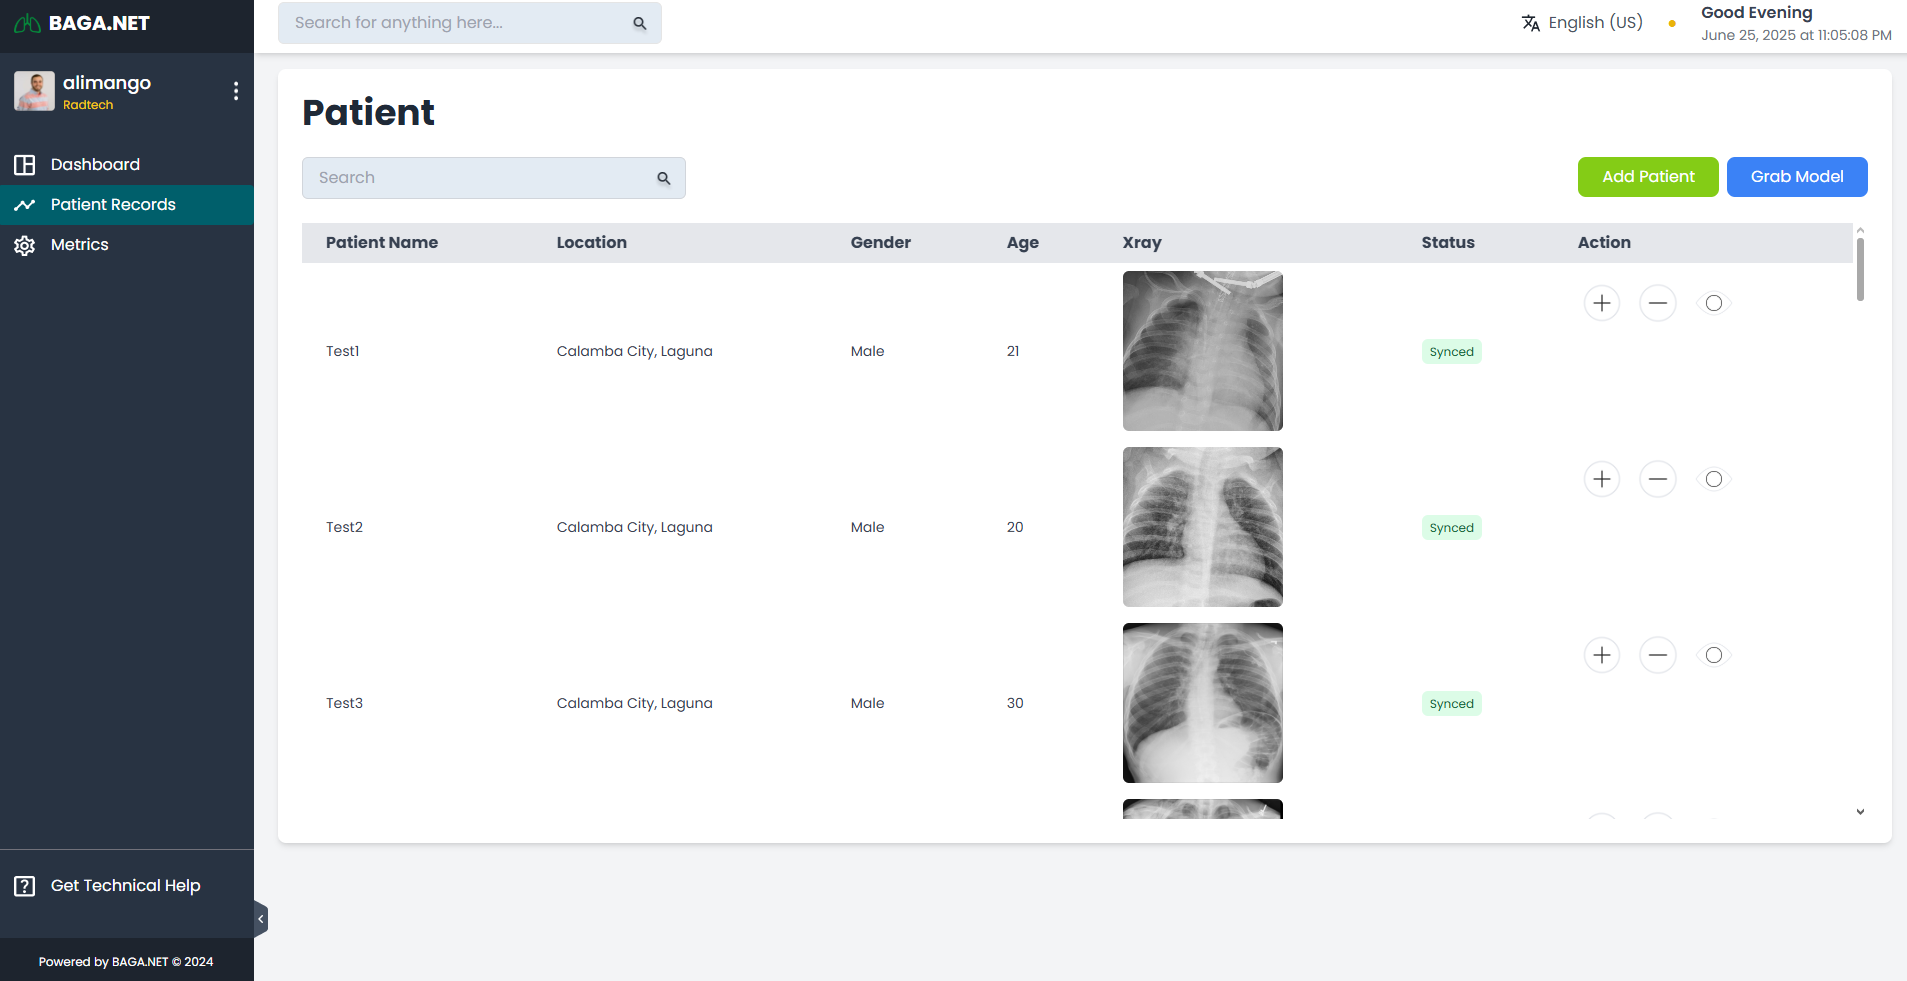 BAGA.NET
Search for anything here...
English (US)
Good Evening
June 25, 2025 at 11:05:08 PM
alimango
Radtech
Dashboard
Patient Records
Metrics
Get Technical Help
Powered by BAGA.NET © 2024
Patient
Search
Add Patient
Grab Model
Patient Name Location Gender Age Xray Status Action
Test1 Calamba City, Laguna Male 21 Synced
Test2 Calamba City, Laguna Male 20 Synced
Test3 Calamba City, Laguna Male 30 Synced